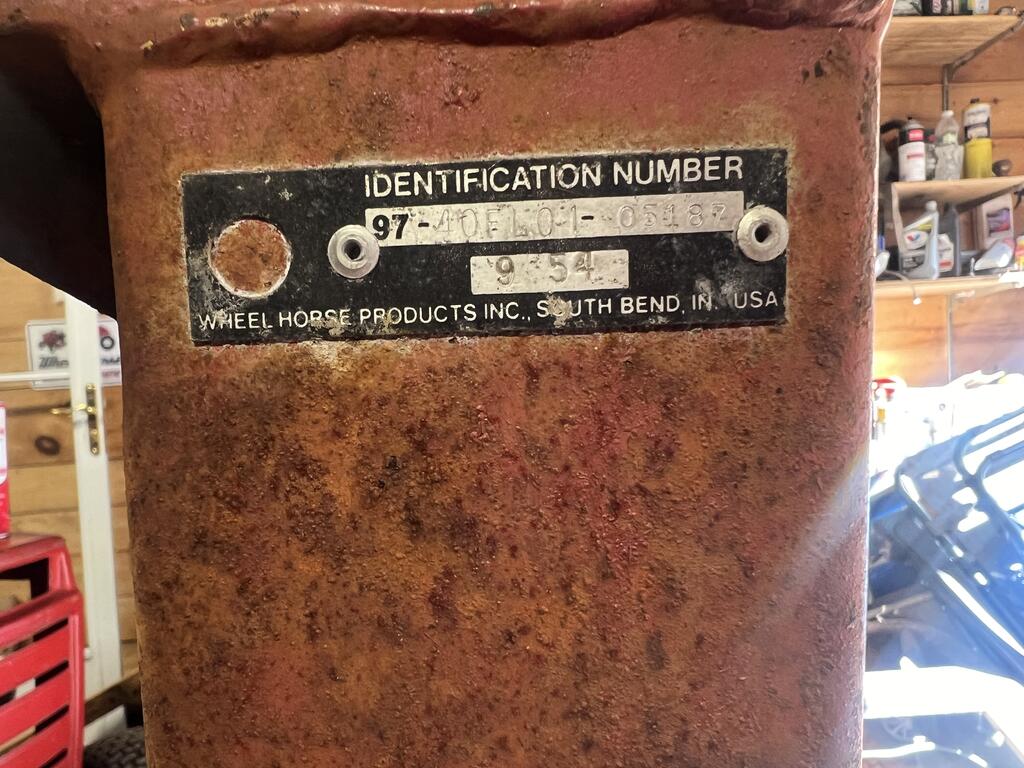 IDENTIFICATION NUMBER
97-40FL01-05187
9 54
WHEEL HORSE PRODUCTS INC., SOUTH BEND, IN. USA